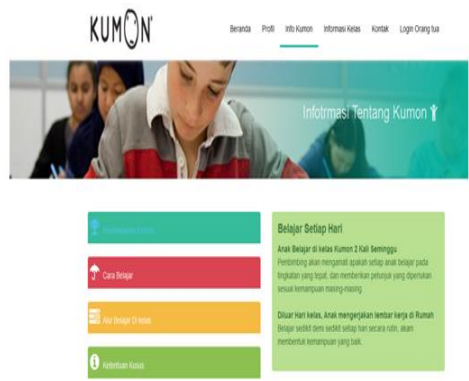 KUMON
Beranda Profil Info Kumon Informasi Kelas Kontak Login Orang tua
Infotrmasi Tentang Kumon
Cara Belajar
Alur Belajar Di kelas
Ketentuan Kusus
Belajar Setiap Hari
Anak Belajar di kelas Kumon 2 Kali Seminggu
Pembimbing akan mengamati apakah setiap anak belajar pada
tingkatan yang tepat, dan memberikan petunjuk yang diperlukan
sesuai kemampuan masing-masing.
Diluar Hari kelas, Anak mengerjakan lembar kerja di Rumah
Belajar sedikit demi sedikit setiap hari secara rutin, akan
membentuk kemampuan yang baik.